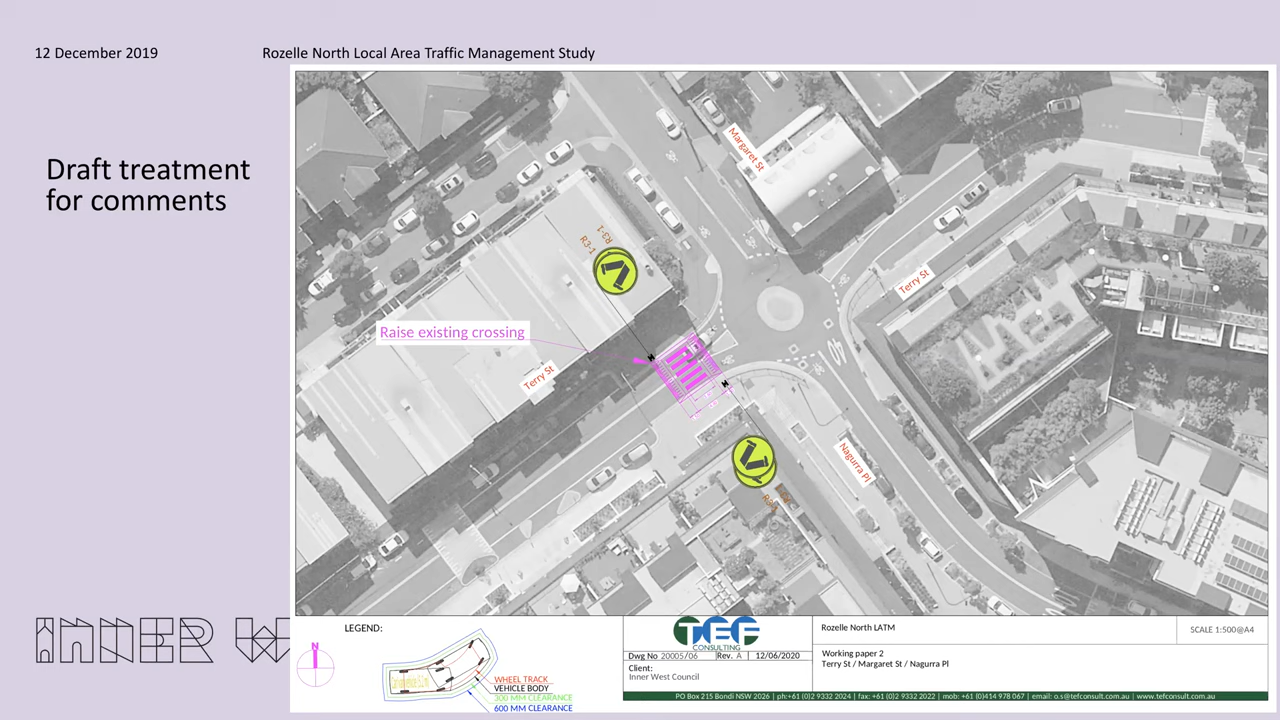 12 December 2019
Rozelle North Local Area Traffic Management Study
Draft treatment
for comments
Margaret St
R3-1
R3-1
Terry St
Raise existing crossing
Terry St
40
Nagurra Pl
INNER W
N
LEGEND:
WHEEL TRACK
VEHICLE BODY
300 MM CLEARANCE
600 MM CLEARANCE
TEF
CONSULTING
Dwg No 20005/06
Rev. A
12/06/2020
Client:
Inner West Council
Rozelle North LATM
SCALE 1:500@A4
Working paper 2
Terry St / Margaret St / Nagurra Pl
PO Box 215 Bondi NSW 2026 | ph:+61 (0)2 9332 2024 | fax: +61 (0)2 9332 2022 | mob: +61 (0)414 978 067 | email: o.s@tefconsult.com.au | www.tefconsult.com.au